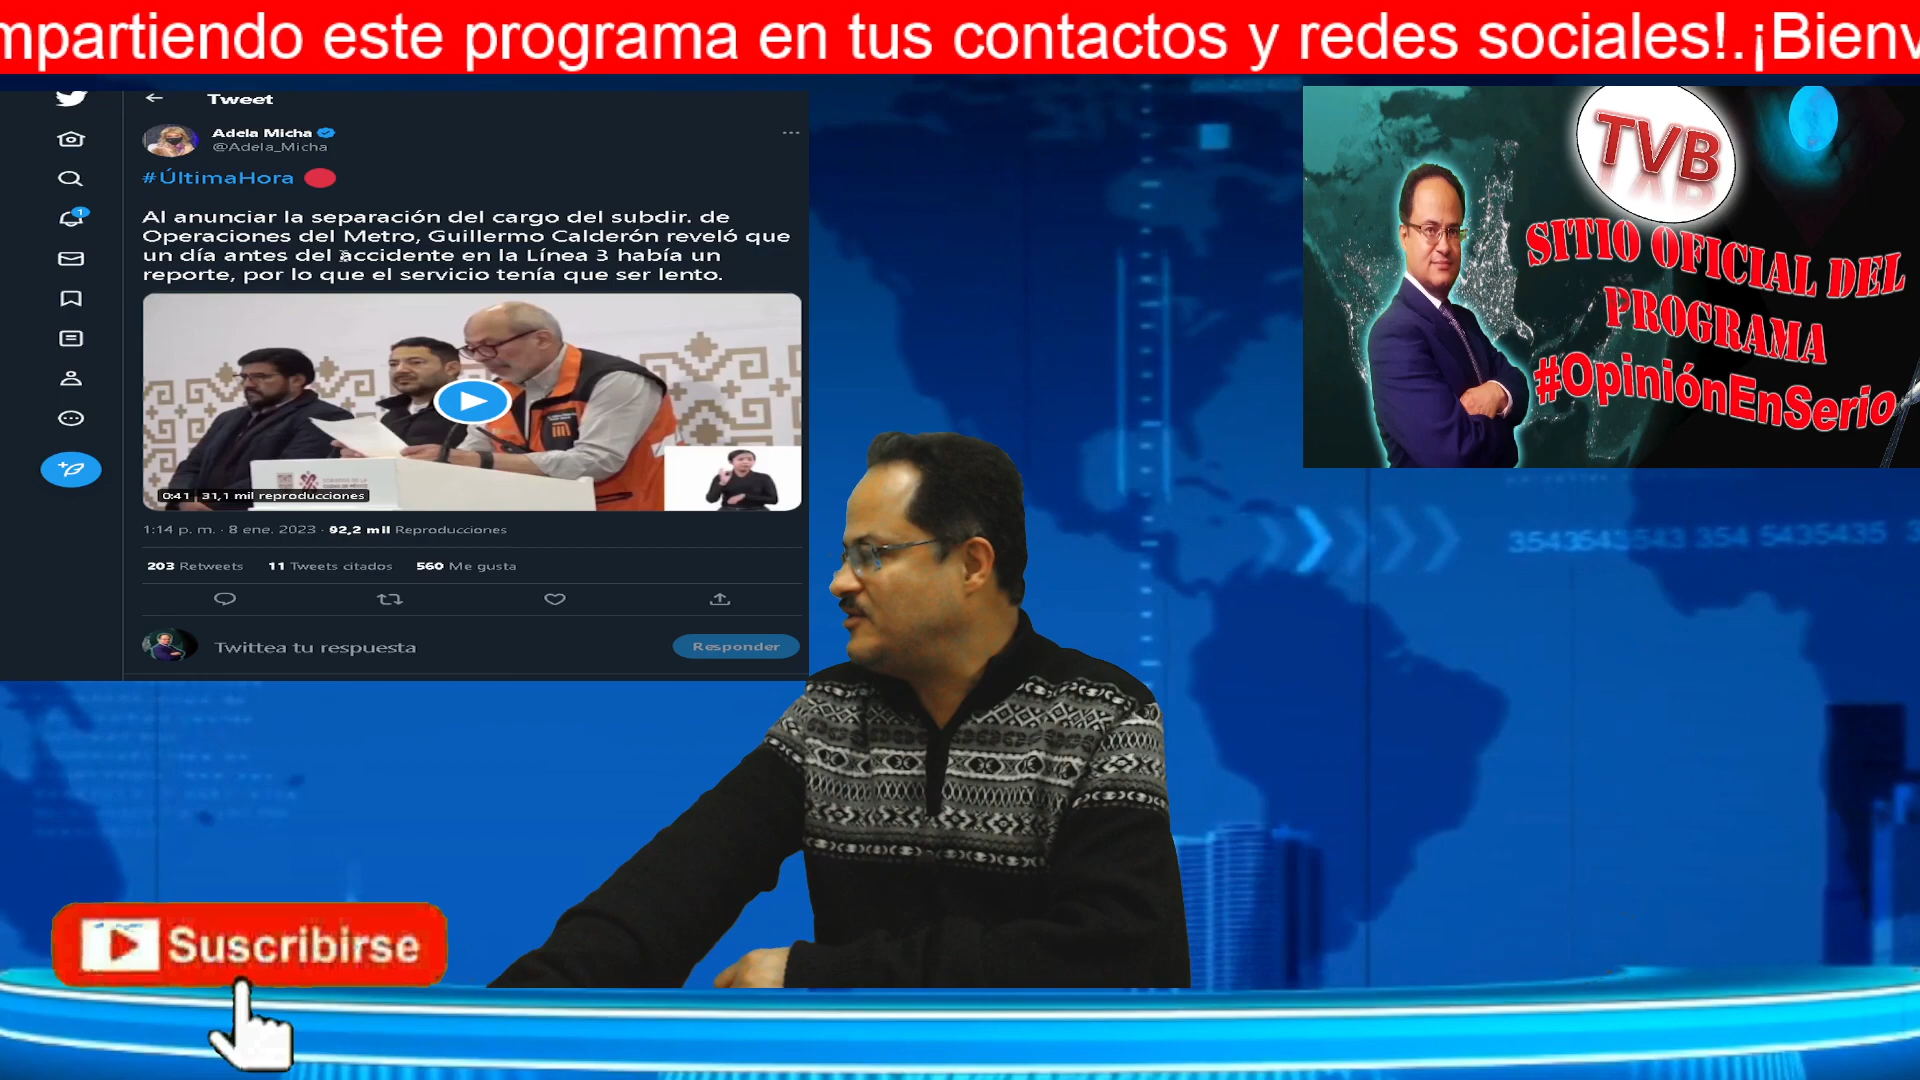 mpartiendo este programa en tus contactos y redes sociales!.¡Bienv
Tweet
Adela Micha
@Adela_Micha
#ÚltimaHora
Al anunciar la separación del cargo del subdir. de
Operaciones del Metro, Guillermo Calderón reveló que
un día antes del accidente en la Línea 3 había un
reporte, por lo que el servicio tenía que ser lento.
0:41 31,1 mil reproducciones
1:14 p. m. · 8 ene. 2023 · 92,2 mil Reproducciones
203 Retweets 11 Tweets citados 560 Me gusta
Twittea tu respuesta
Responder
1
TVB
SITIO OFICIAL DEL
PROGRAMA
#OpiniónEnSerio
Suscribirse